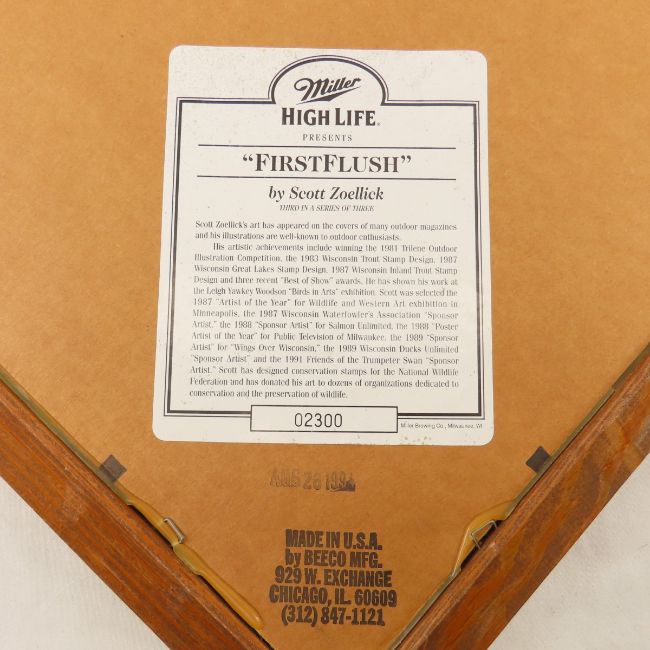 Miller
HIGH LIFE®
PRESENTS
"FIRSTFLUSH"
by Scott Zoellick
THIRD IN A SERIES OF THREE
Scott Zoellick's art has appeared on the covers of many outdoor magazines
and his illustrations are well-known to outdoor enthusiasts.
His artistic achievements include winning the 1981 Trilene Outdoor
Illustration Competition, the 1983 Wisconsin Trout Stamp Design, 1987
Wisconsin Great Lakes Stamp Design, 1987 Wisconsin Inland Trout Stamp
Design and three recent "Best of Show" awards. He has shown his work at
the Leigh Yawkey Woodson "Birds in Arts" exhibition. Scott was selected the
1987 "Artist of the Year" for Wildlife and Western Art exhibition in
Minneapolis, the 1987 Wisconsin Waterfowler's Association "Sponsor
Artist," the 1988 "Sponsor Artist" for Salmon Unlimited, the 1988 "Poster
Artist of the Year" for Public Television of Milwaukee, the 1989 "Sponsor
Artist" for "Wings Over Wisconsin," the 1989 Wisconsin Ducks Unlimited
"Sponsor Artist" and the 1991 Friends of the Trumpeter Swan "Sponsor
Artist." Scott has designed conservation stamps for the National Wildlife
Federation and has donated his art to dozens of organizations dedicated to
conservation and the preservation of wildlife.
02300
Miller Brewing Co., Milwaukee, WI
AUG 26
MADE IN U.S.A.
by BEECO MFG.
929 W. EXCHANGE
CHICAGO, IL. 60609
(312) 847-1121